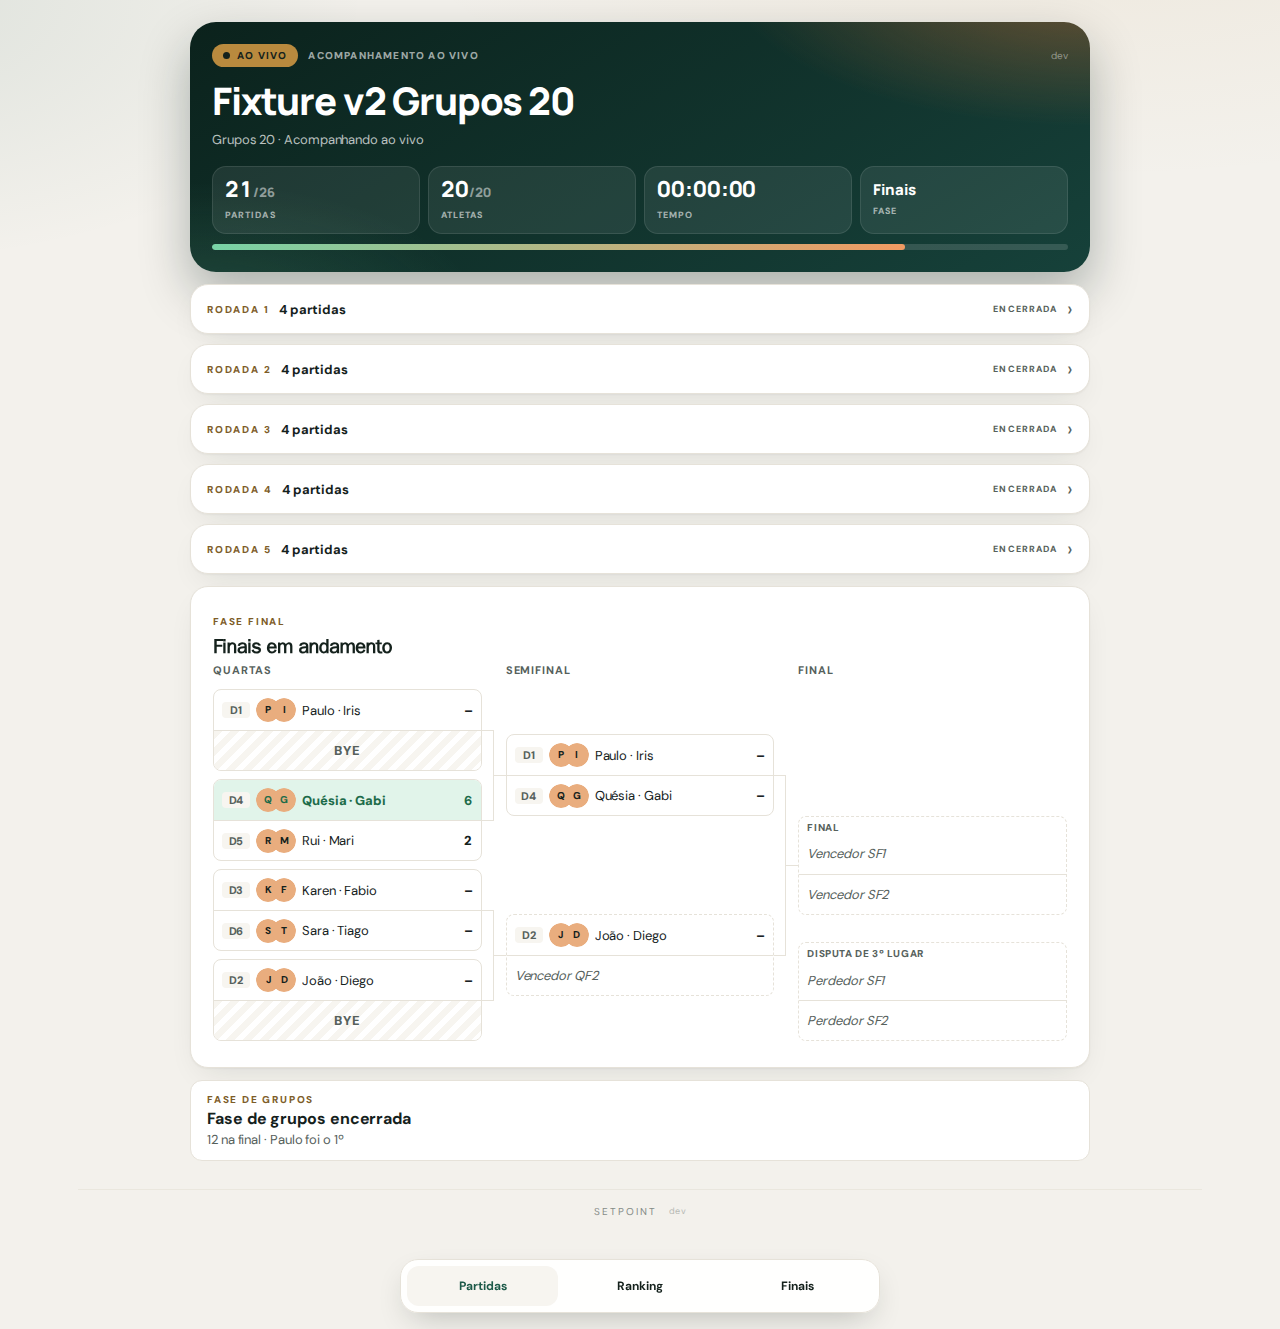 AO VIVO ACOMPANHAMENTO AO VIVO dev
Fixture v2 Grupos 20
Grupos 20 · Acompanhando ao vivo
21/26 20/20 00:00:00 Finais
PARTIDAS ATLETAS TEMPO FASE
RODADA 1 4 partidas ENCERRADA ›
RODADA 2 4 partidas ENCERRADA ›
RODADA 3 4 partidas ENCERRADA ›
RODADA 4 4 partidas ENCERRADA ›
RODADA 5 4 partidas ENCERRADA ›
FASE FINAL
Finais em andamento
QUARTAS
D1 P I Paulo · Iris –
BYE
D4 Q G Quésia · Gabi 6
D5 R M Rui · Mari 2
D3 K F Karen · Fabio –
D6 S T Sara · Tiago –
D2 J D João · Diego –
BYE
SEMIFINAL
D1 P I Paulo · Iris –
D4 Q G Quésia · Gabi –
D2 J D João · Diego –
Vencedor QF2
FINAL
FINAL
Vencedor SF1
Vencedor SF2
DISPUTA DE 3º LUGAR
Perdedor SF1
Perdedor SF2
FASE DE GRUPOS
Fase de grupos encerrada
12 na final · Paulo foi o 1º
SETPOINT dev
Partidas Ranking Finais